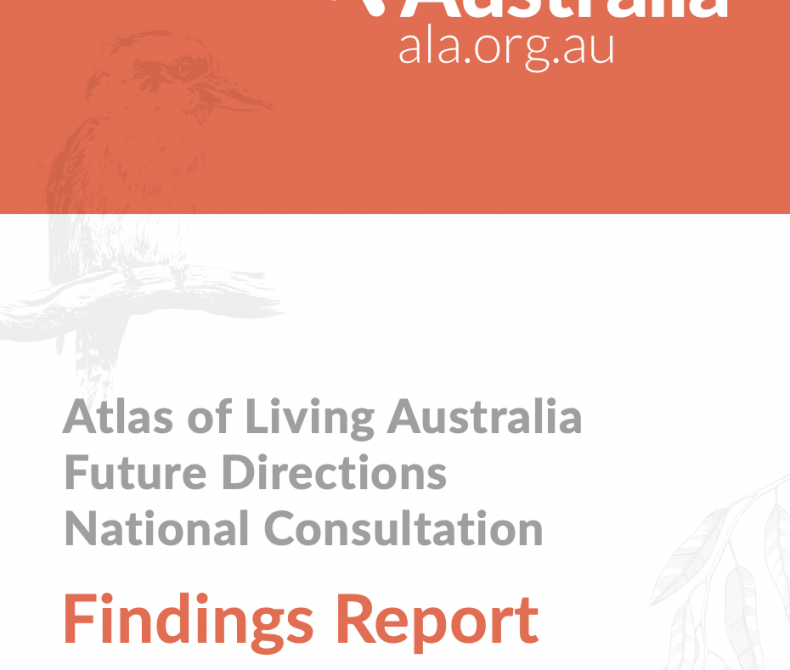 Australia
ala.org.au
Atlas of Living Australia
Future Directions
National Consultation
Findings Report